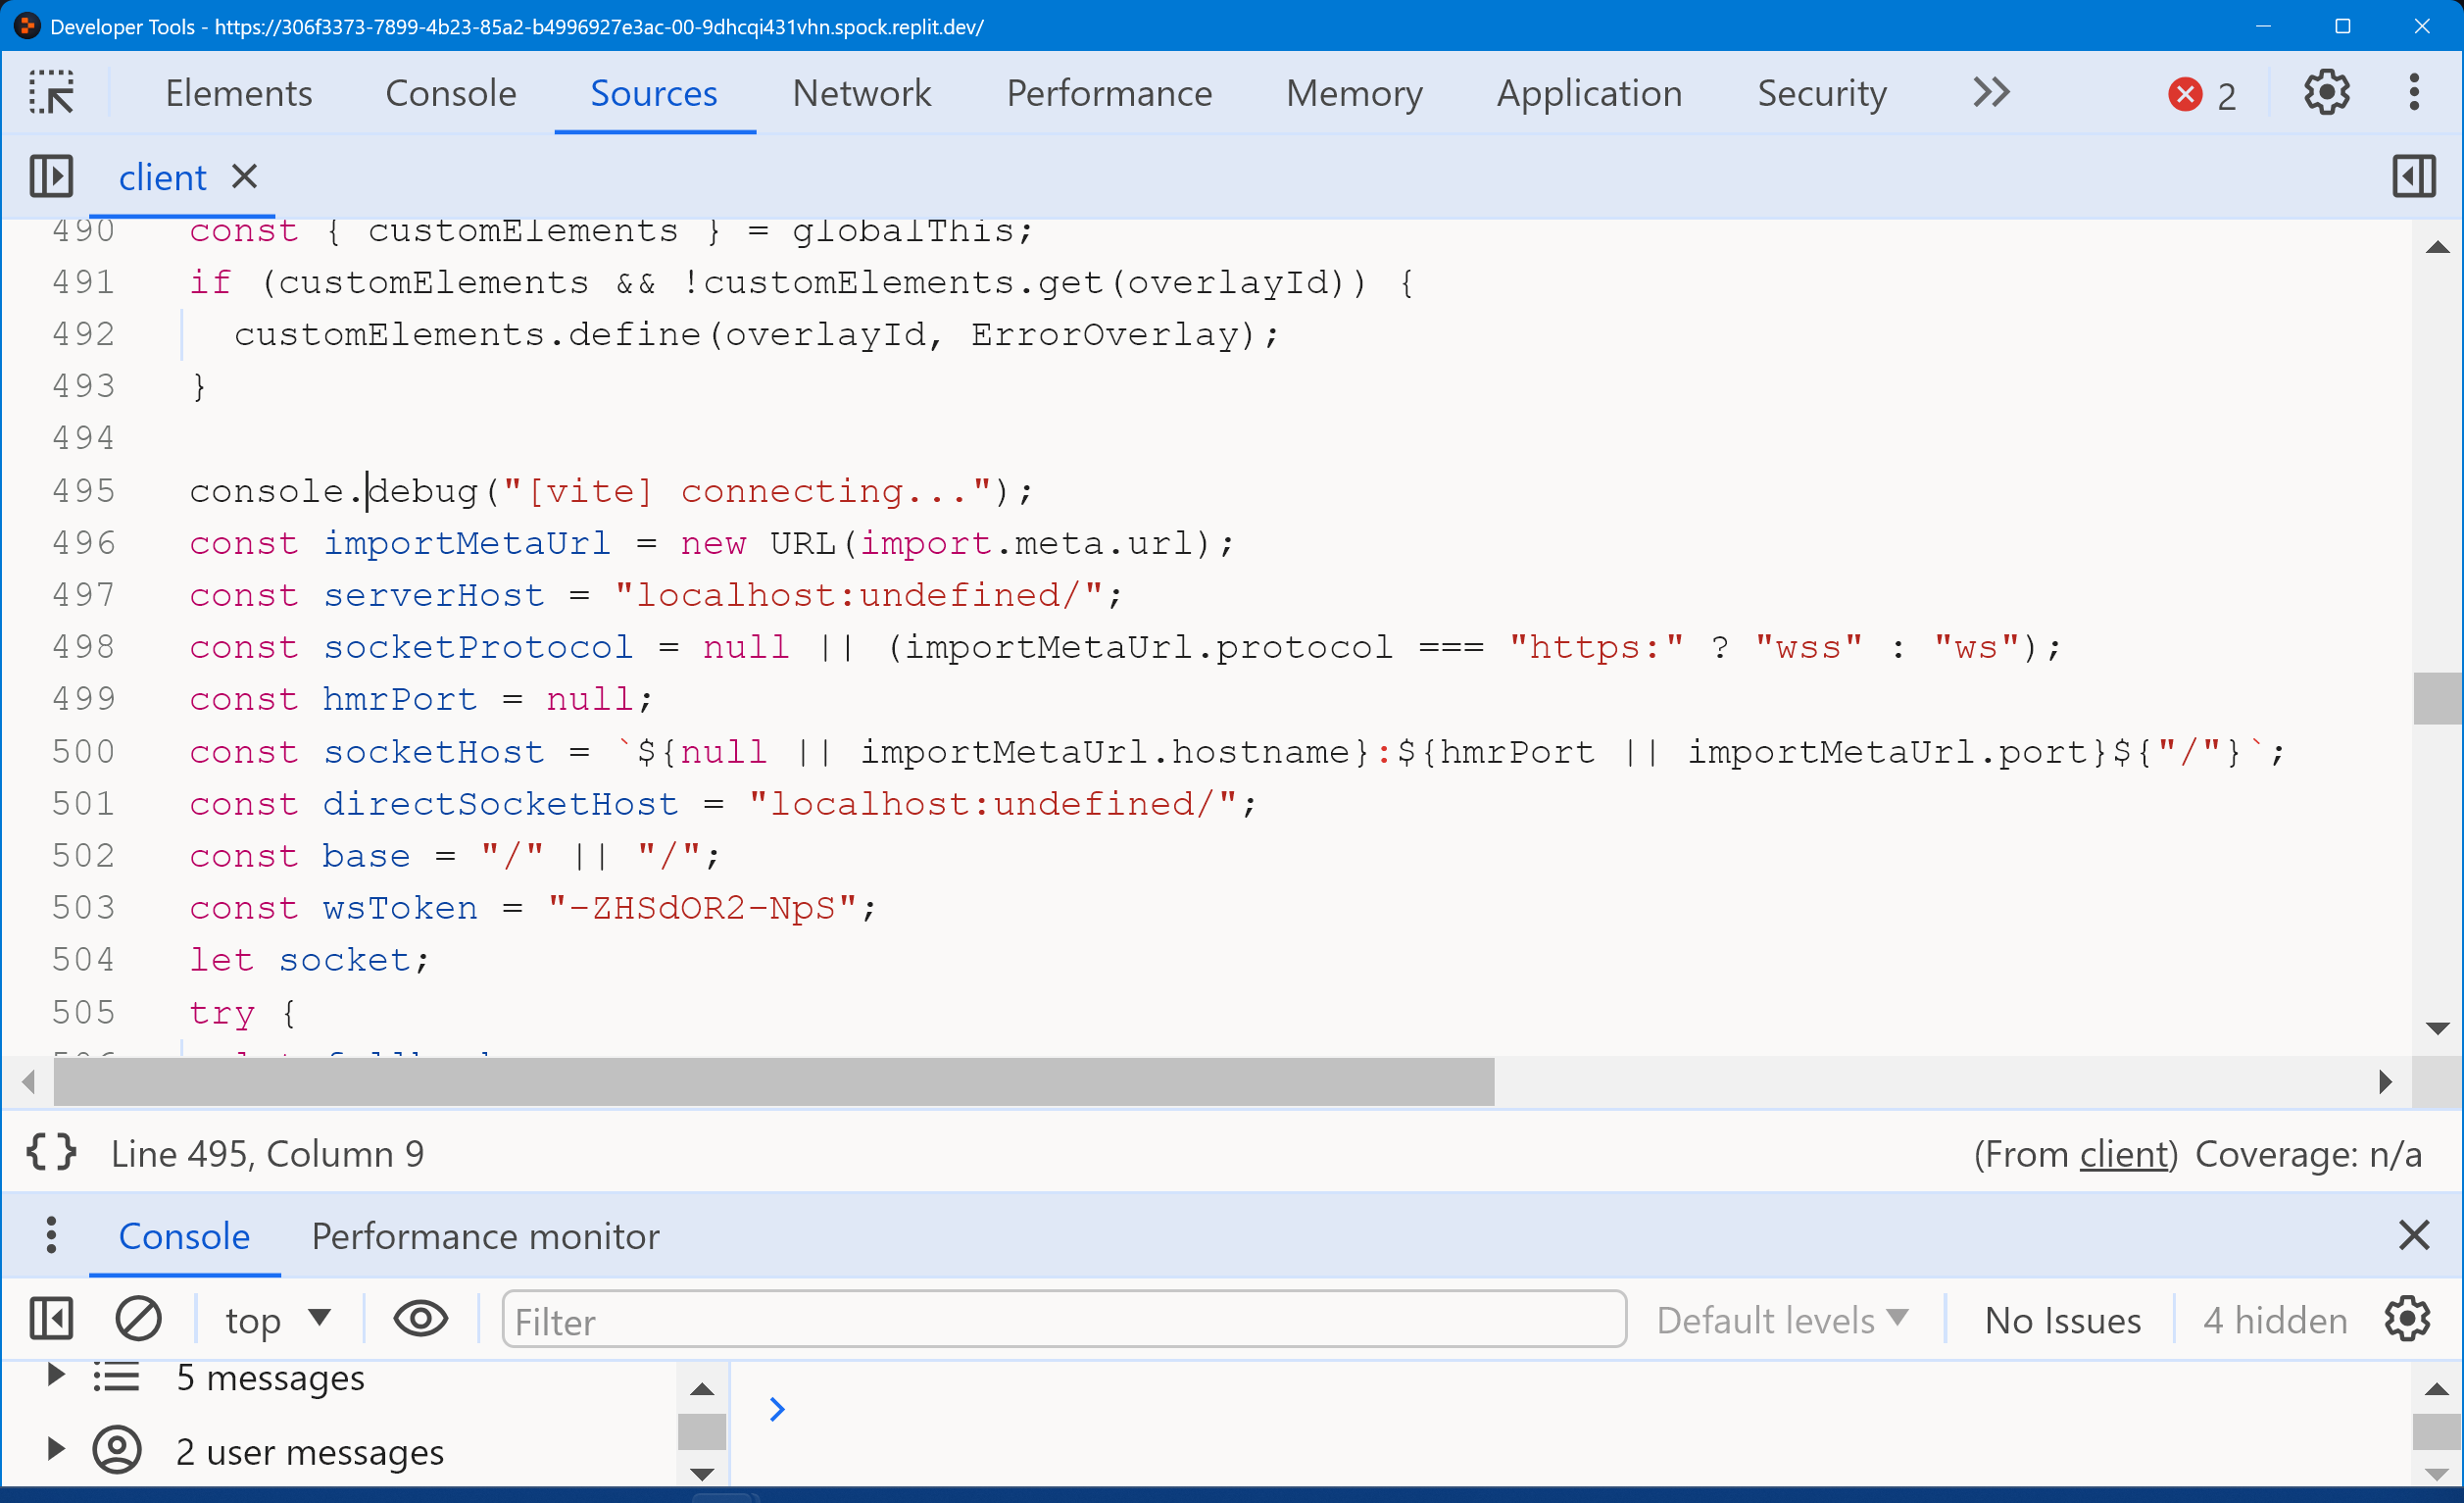 Developer Tools - https://306f3373-7899-4b23-85a2-b4996927e3ac-00-9dhcqi431vhn.spock.replit.dev/
Elements Console Sources Network Performance Memory Application Security 2
client
490 const { customElements } = globalThis;
491 if (customElements && !customElements.get(overlayId)) {
492 customElements.define(overlayId, ErrorOverlay);
493 }
494
495 console.debug("[vite] connecting...");
496 const importMetaUrl = new URL(import.meta.url);
497 const serverHost = "localhost:undefined/";
498 const socketProtocol = null || (importMetaUrl.protocol === "https:" ? "wss" : "ws");
499 const hmrPort = null;
500 const socketHost = `${null || importMetaUrl.hostname}:${hmrPort || importMetaUrl.port}${"/"}`;
501 const directSocketHost = "localhost:undefined/";
502 const base = "/" || "/";
503 const wsToken = "-ZHSdOR2-NpS";
504 let socket;
505 try {
{ } Line 495, Column 9 (From client) Coverage: n/a
Console Performance monitor
top Filter Default levels No Issues 4 hidden
5 messages
2 user messages